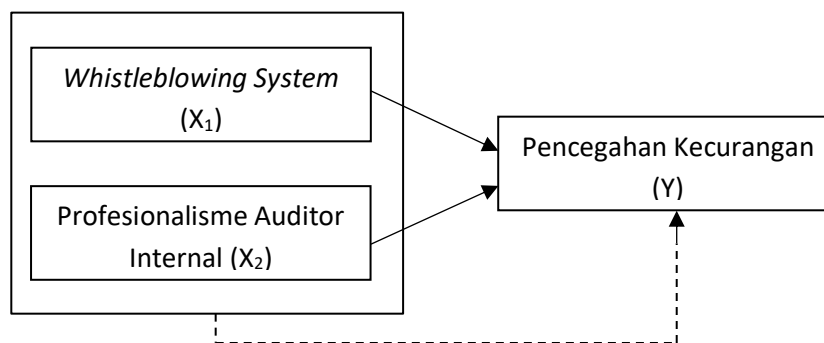 Whistleblowing System
(X₁)
Pencegahan Kecurangan
(Y)
Profesionalisme Auditor
Internal (X₂)